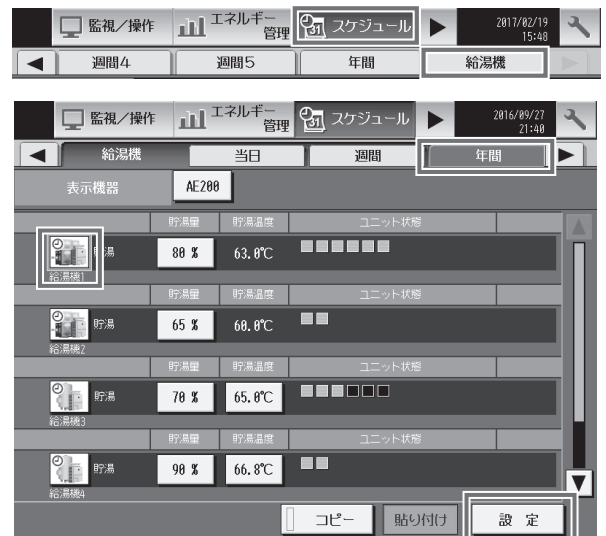 監視／操作 エネルギー管理 スケジュール 2017/02/19 15:48
週間4 週間5 年間 給湯機
監視／操作 エネルギー管理 スケジュール 2016/09/27 21:40
給湯機 当日 週間 年間
表示機器 AE200
貯湯量 貯湯温度 ユニット状態
貯湯 80 % 63.0℃
給湯機1
貯湯量 貯湯温度 ユニット状態
貯湯 65 % 60.0℃
給湯機2
貯湯量 貯湯温度 ユニット状態
貯湯 70 % 65.0℃
給湯機3
貯湯量 貯湯温度 ユニット状態
貯湯 90 % 66.8℃
給湯機4
コピー 貼り付け 設 定